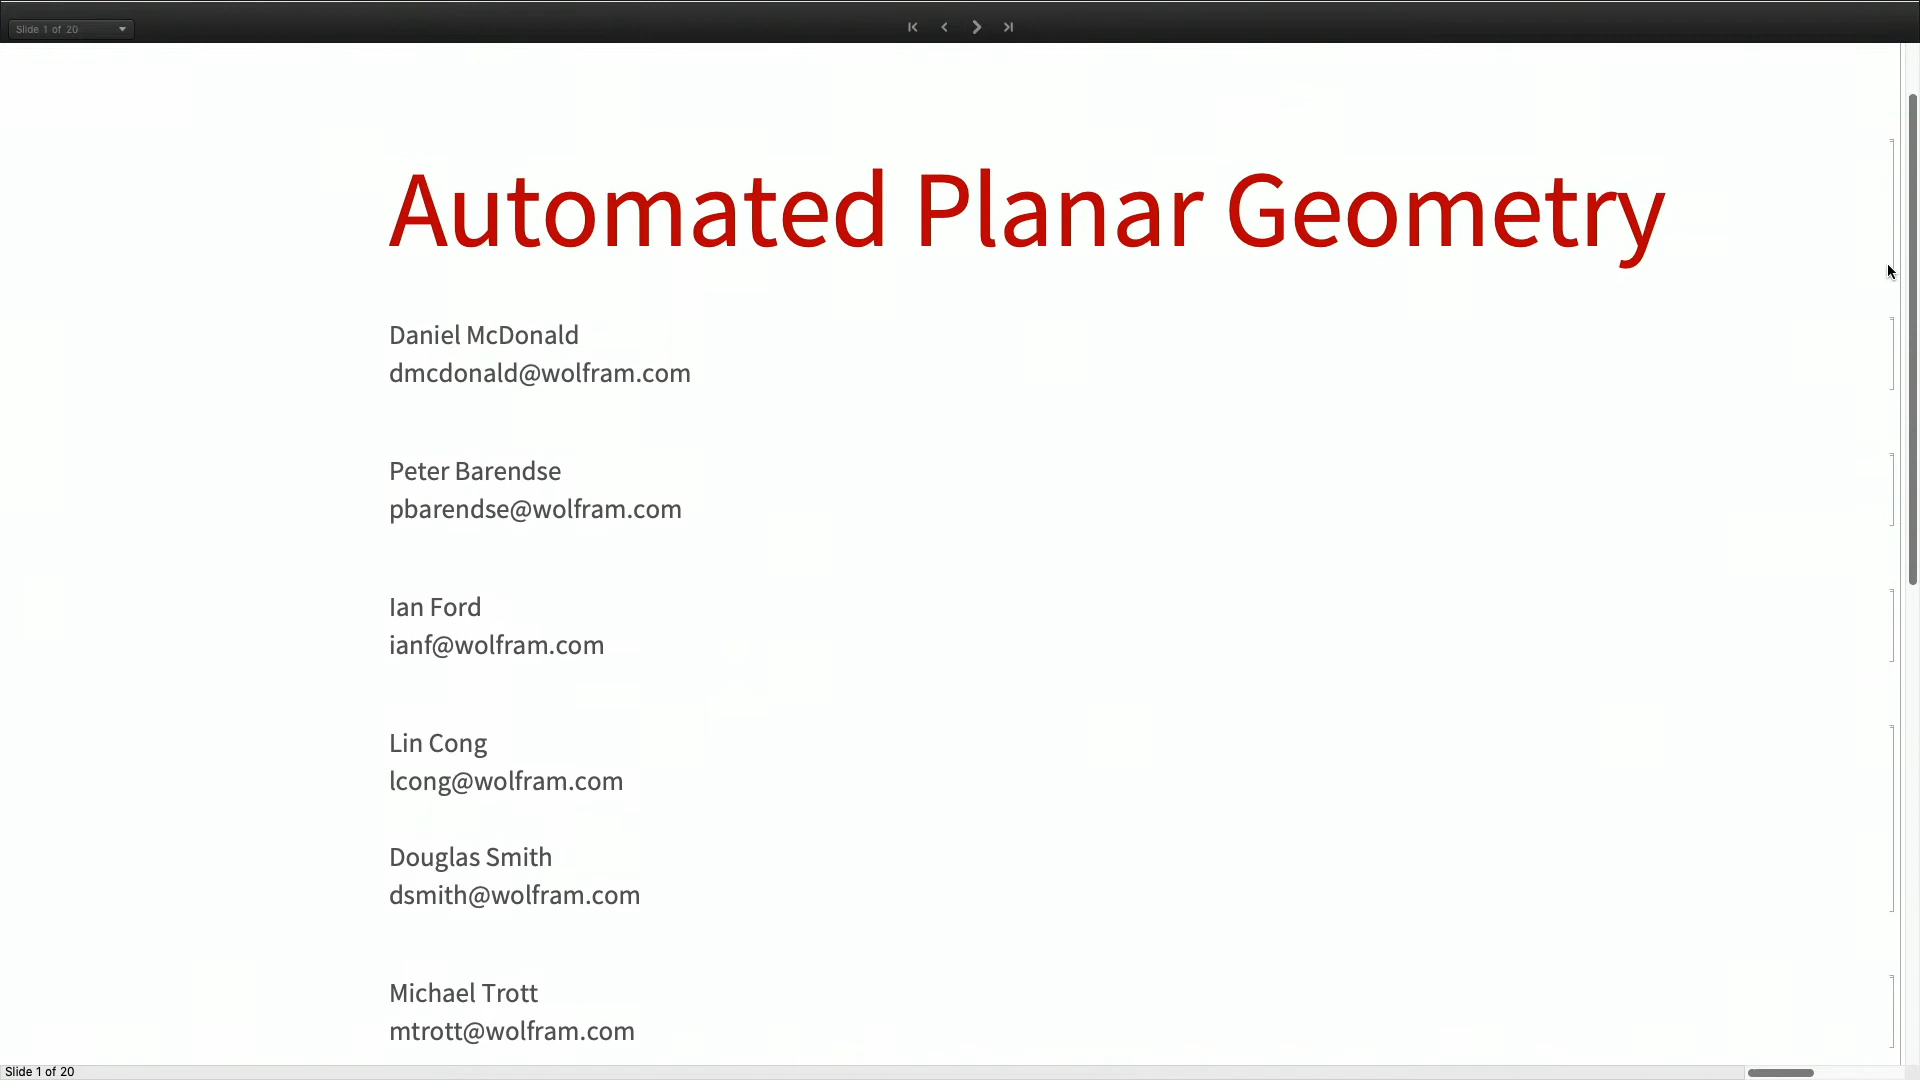 Slide 1 of 20
Automated Planar Geometry
Daniel McDonald
dmcdonald@wolfram.com
Peter Barendse
pbarendse@wolfram.com
Ian Ford
ianf@wolfram.com
Lin Cong
lcong@wolfram.com
Douglas Smith
dsmith@wolfram.com
Michael Trott
mtrott@wolfram.com
Slide 1 of 20